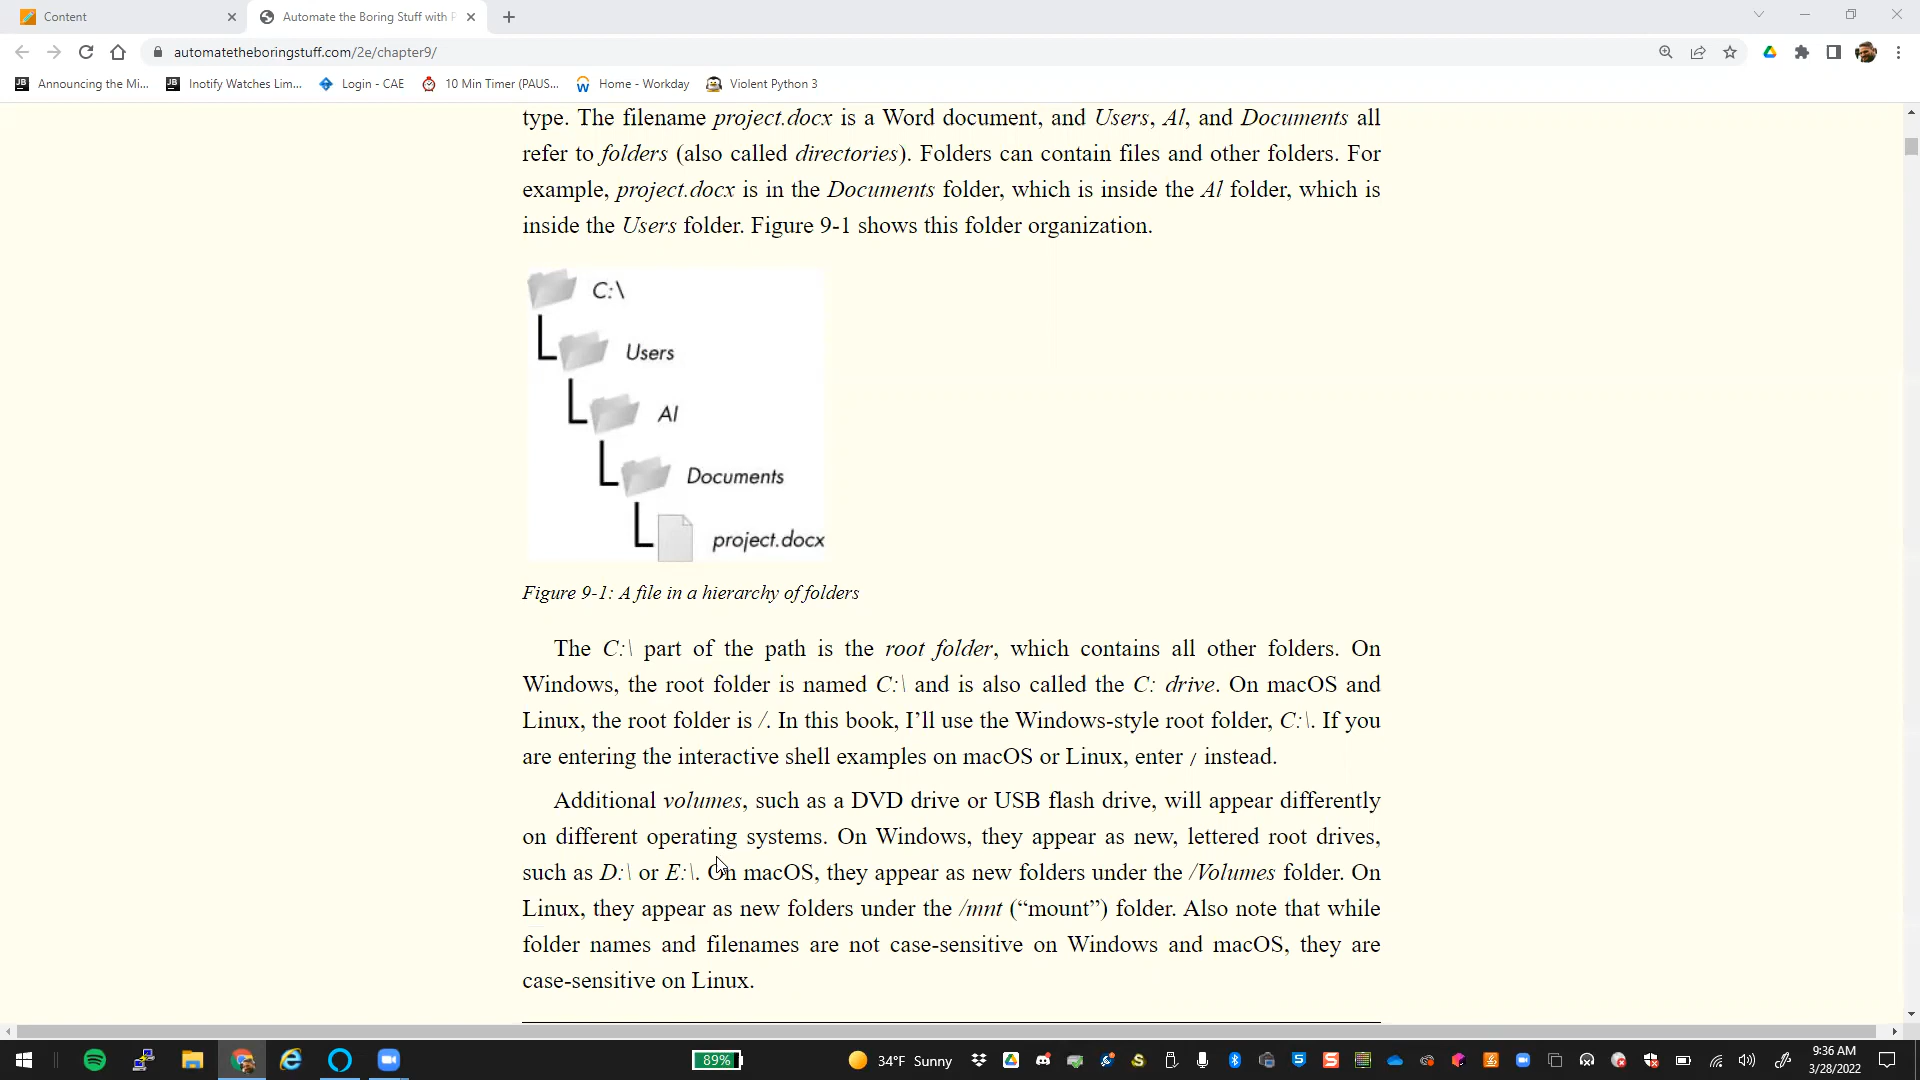 Content
Automate the Boring Stuff with P
automatetheboringstuff.com/2e/chapter9/
Announcing the Mi...
Inotify Watches Lim...
Login - CAE
10 Min Timer (PAUS...
Home - Workday
Violent Python 3
type. The filename project.docx is a Word document, and Users, Al, and Documents all
refer to folders (also called directories). Folders can contain files and other folders. For
example, project.docx is in the Documents folder, which is inside the Al folder, which is
inside the Users folder. Figure 9-1 shows this folder organization.
C:\
Users
Al
Documents
project.docx
Figure 9-1: A file in a hierarchy of folders
The C:\ part of the path is the root folder, which contains all other folders. On
Windows, the root folder is named C:\ and is also called the C: drive. On macOS and
Linux, the root folder is /. In this book, I’ll use the Windows-style root folder, C:\. If you
are entering the interactive shell examples on macOS or Linux, enter / instead.
Additional volumes, such as a DVD drive or USB flash drive, will appear differently
on different operating systems. On Windows, they appear as new, lettered root drives,
such as D:\ or E:\. On macOS, they appear as new folders under the /Volumes folder. On
Linux, they appear as new folders under the /mnt (“mount”) folder. Also note that while
folder names and filenames are not case-sensitive on Windows and macOS, they are
case-sensitive on Linux.
89%
34°F Sunny
9:36 AM
3/28/2022